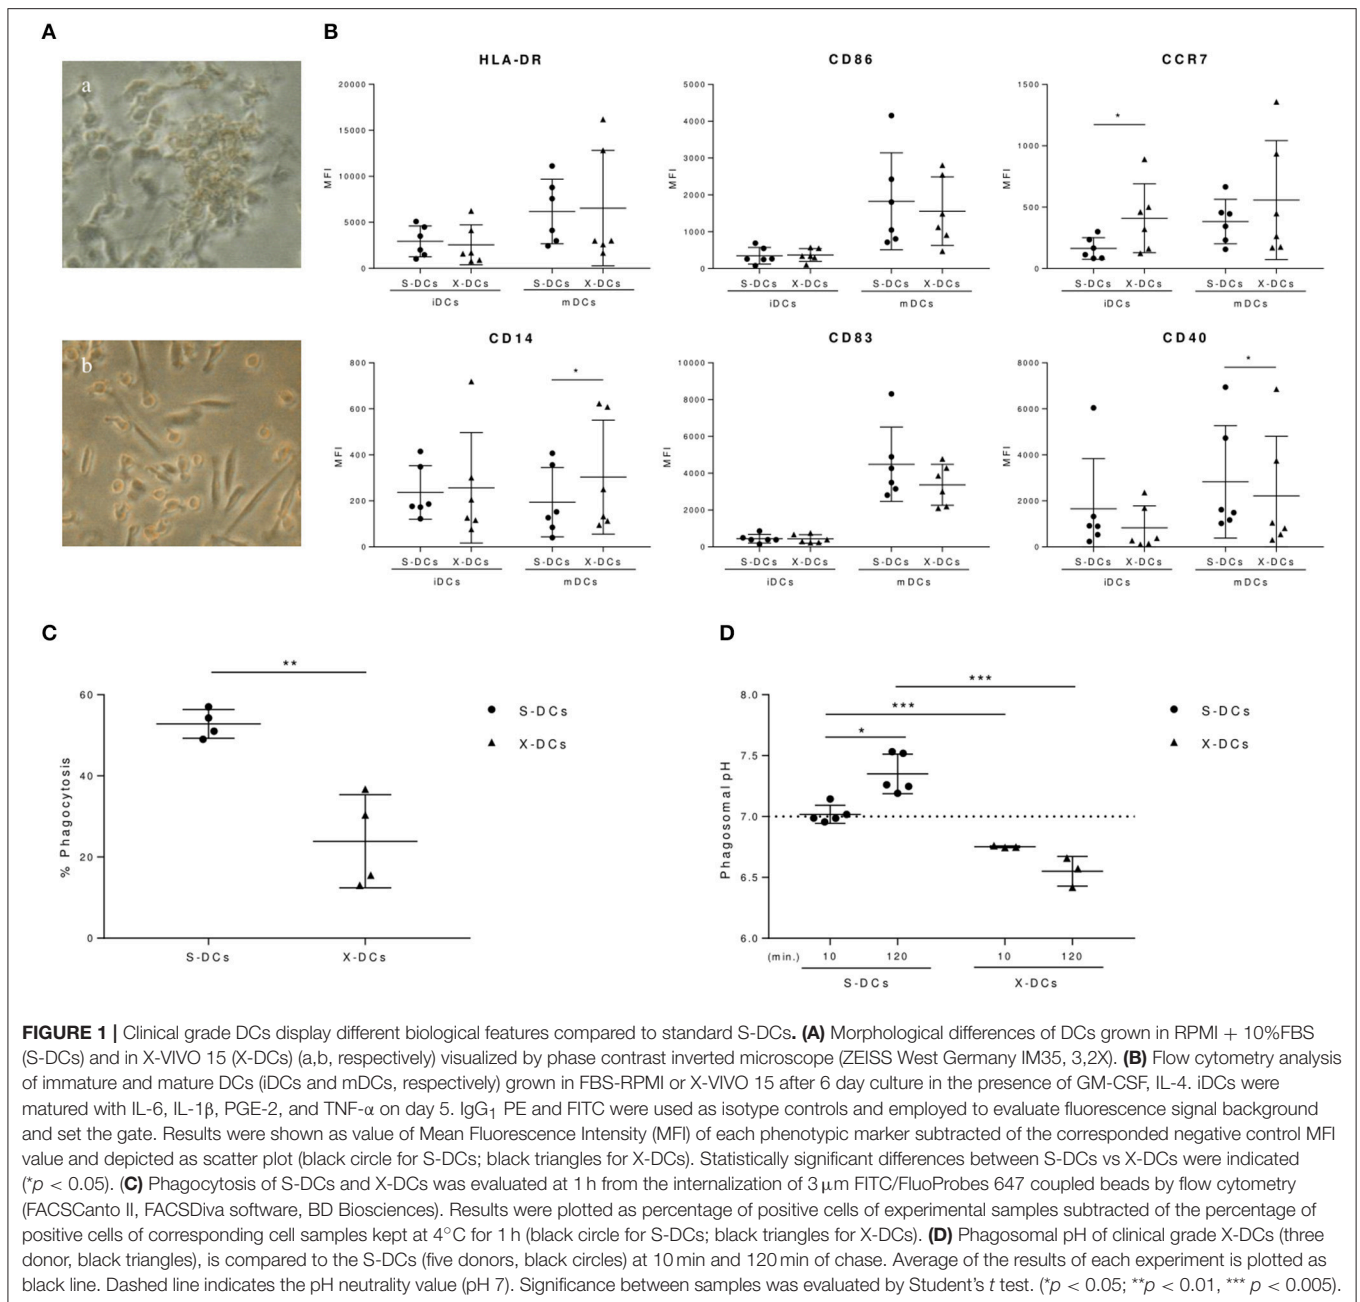 A
B
a
b
HLA-DR
20000
15000
10000
5000
0
MFI
S-DCs X-DCs S-DCs X-DCs
iDCs mDCs
CD86
5000
4000
3000
2000
1000
0
MFI
S-DCs X-DCs S-DCs X-DCs
iDCs mDCs
CCR7
1500
1000
500
0
MFI
*
S-DCs X-DCs S-DCs X-DCs
iDCs mDCs
CD14
800
600
400
200
0
MFI
*
S-DCs X-DCs S-DCs X-DCs
iDCs mDCs
CD83
10000
8000
6000
4000
2000
0
MFI
S-DCs X-DCs S-DCs X-DCs
iDCs mDCs
CD40
8000
6000
4000
2000
0
MFI
*
S-DCs X-DCs S-DCs X-DCs
iDCs mDCs
C
**
60
40
20
0
% Phagocytosis
S-DCs X-DCs
S-DCs
X-DCs
D
***
***
*
8.0
7.5
7.0
6.5
6.0
Phagosomal pH
(min.) 10 120 10 120
S-DCs X-DCs
S-DCs
X-DCs
FIGURE 1 | Clinical grade DCs display different biological features compared to standard S-DCs. (A) Morphological differences of DCs grown in RPMI + 10%FBS
(S-DCs) and in X-VIVO 15 (X-DCs) (a,b, respectively) visualized by phase contrast inverted microscope (ZEISS West Germany IM35, 3,2X). (B) Flow cytometry analysis
of immature and mature DCs (iDCs and mDCs, respectively) grown in FBS-RPMI or X-VIVO 15 after 6 day culture in the presence of GM-CSF, IL-4. iDCs were
matured with IL-6, IL-1β, PGE-2, and TNF-α on day 5. IgG₁ PE and FITC were used as isotype controls and employed to evaluate fluorescence signal background
and set the gate. Results were shown as value of Mean Fluorescence Intensity (MFI) of each phenotypic marker subtracted of the corresponded negative control MFI
value and depicted as scatter plot (black circle for S-DCs; black triangles for X-DCs). Statistically significant differences between S-DCs vs X-DCs were indicated
(*p < 0.05). (C) Phagocytosis of S-DCs and X-DCs was evaluated at 1 h from the internalization of 3 μm FITC/FluoProbes 647 coupled beads by flow cytometry
(FACSCanto II, FACSDiva software, BD Biosciences). Results were plotted as percentage of positive cells of experimental samples subtracted of the percentage of
positive cells of corresponding cell samples kept at 4°C for 1 h (black circle for S-DCs; black triangles for X-DCs). (D) Phagosomal pH of clinical grade X-DCs (three
donor, black triangles), is compared to the S-DCs (five donors, black circles) at 10 min and 120 min of chase. Average of the results of each experiment is plotted as
black line. Dashed line indicates the pH neutrality value (pH 7). Significance between samples was evaluated by Student's t test. (*p < 0.05; **p < 0.01, *** p < 0.005).